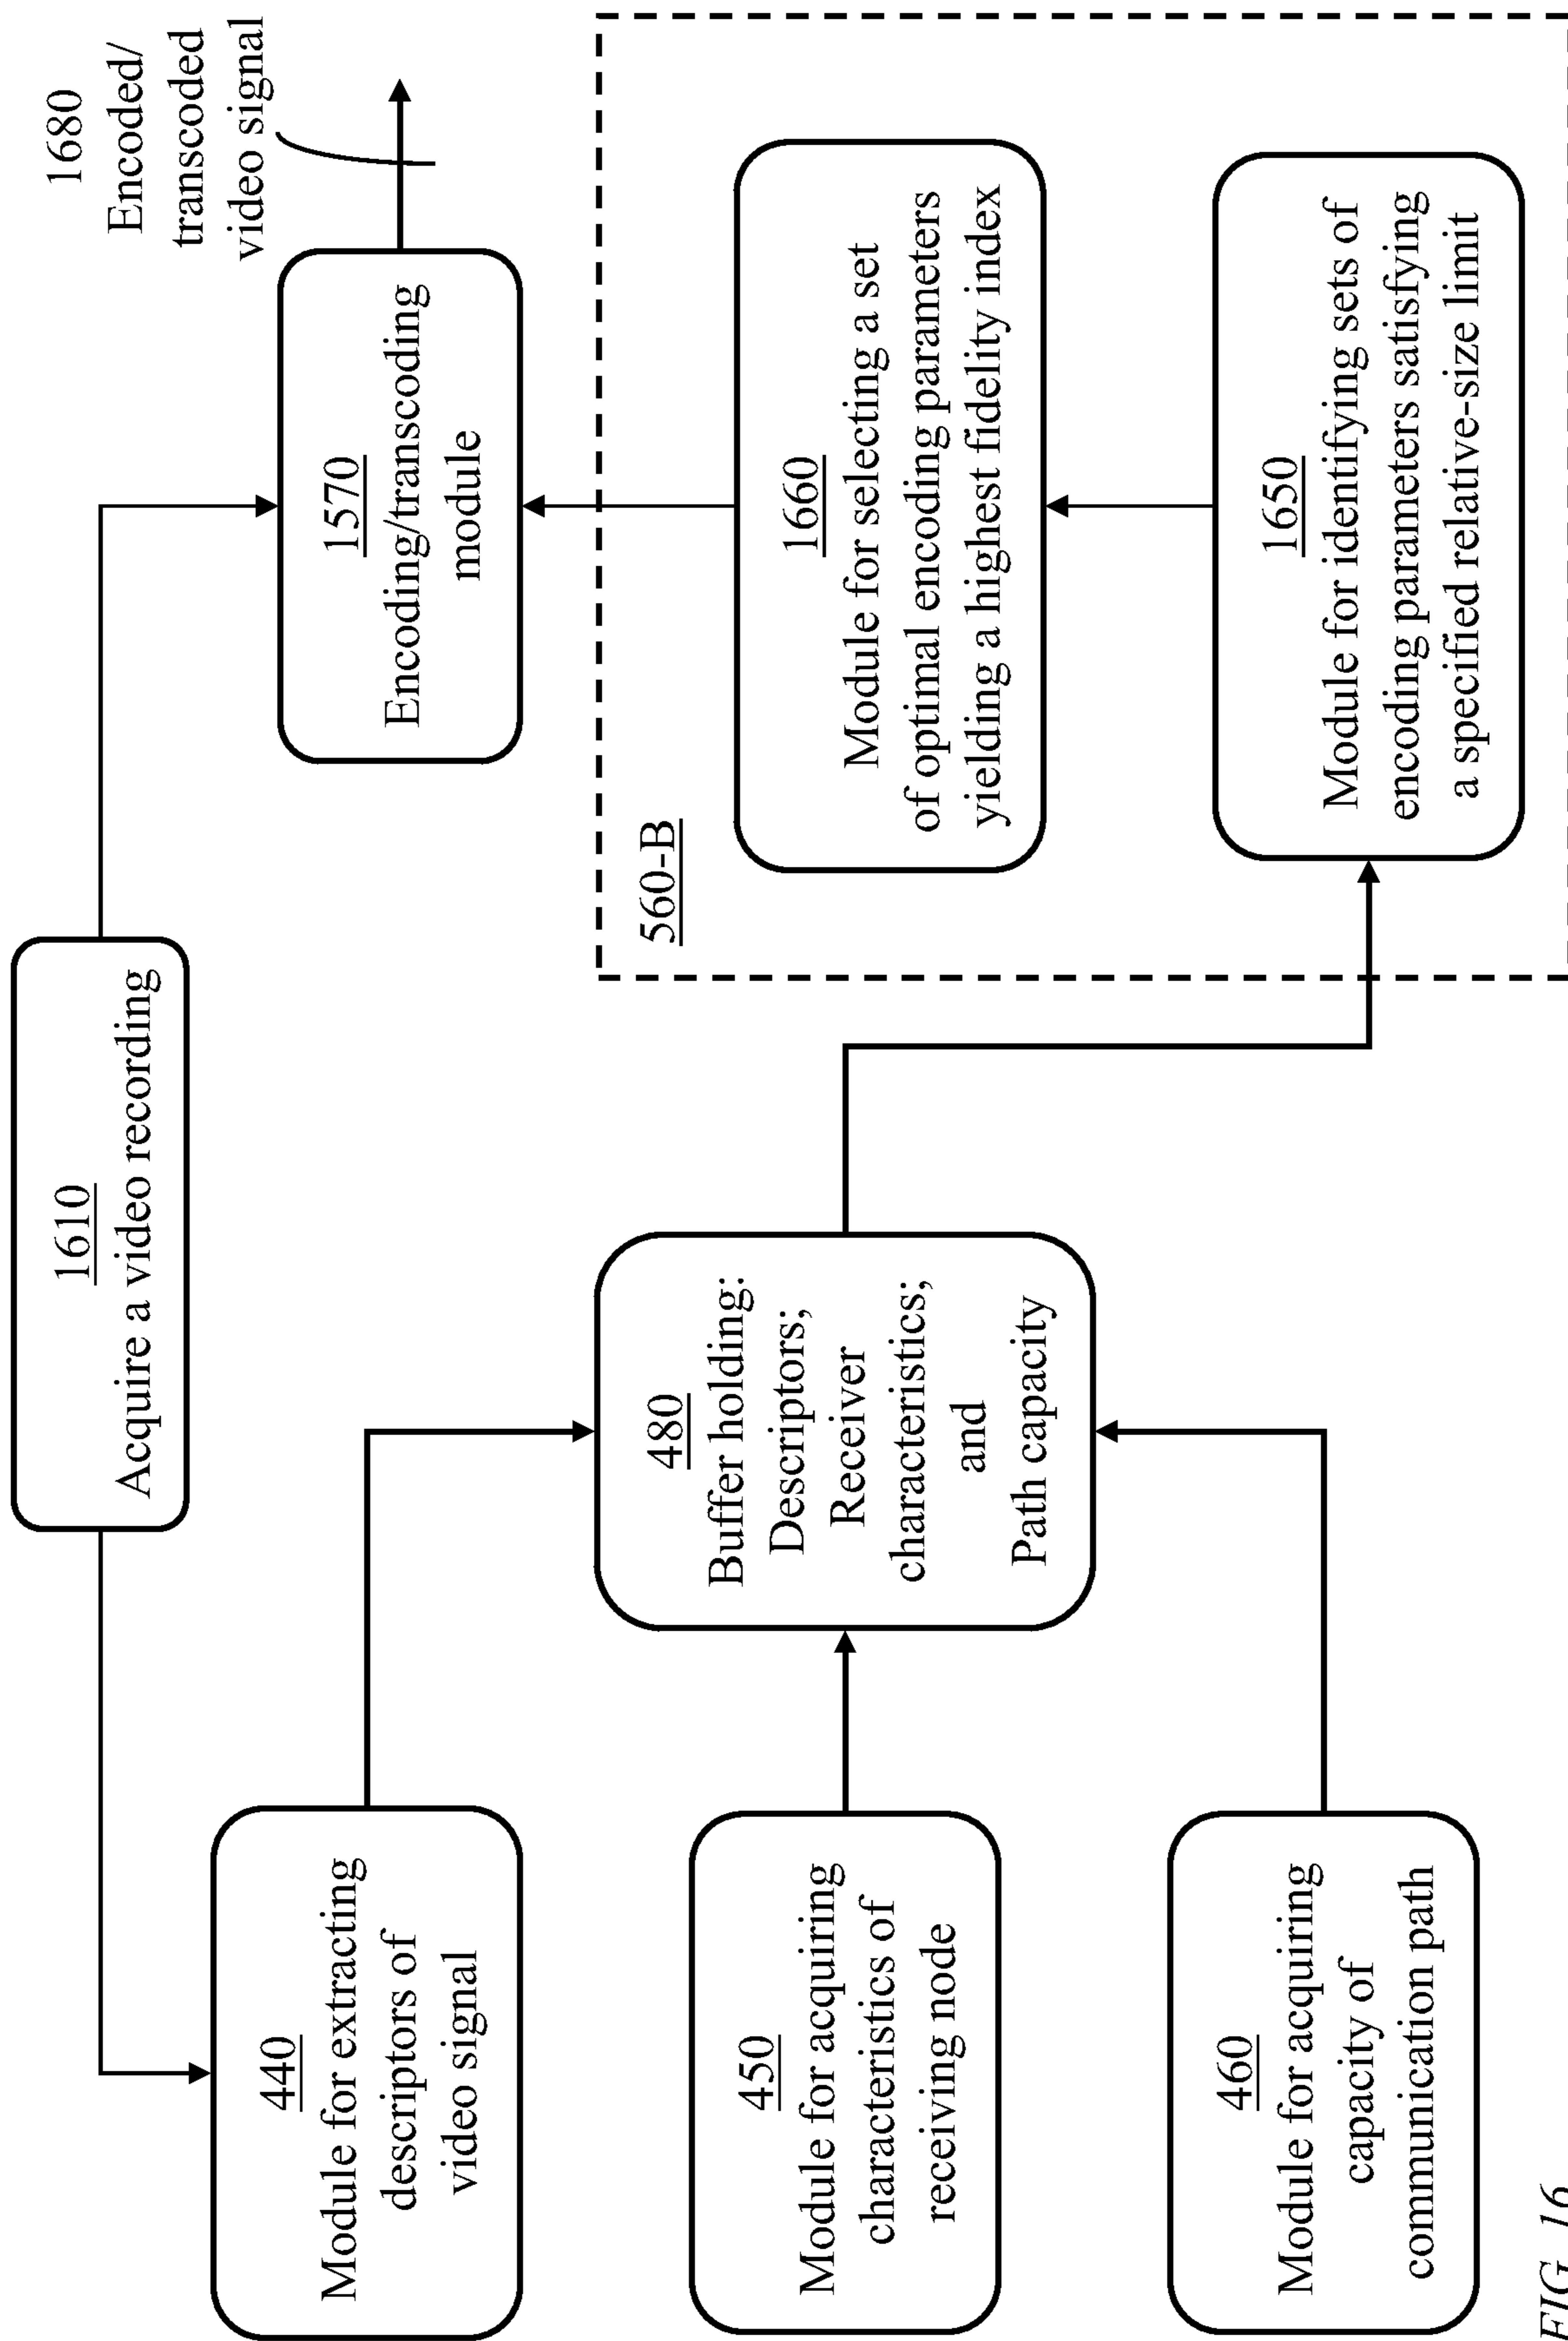 1610
Acquire a video recording
440
Module for extracting
descriptors of
video signal
450
Module for acquiring
characteristics of
receiving node
460
Module for acquiring
capacity of
communication path
480
Buffer holding:
Descriptors;
Receiver
characteristics;
and
Path capacity
1570
Encoding/transcoding
module
1680
Encoded/
transcoded
video signal
560-B
1660
Module for selecting a set
of optimal encoding parameters
yielding a highest fidelity index
1650
Module for identifying sets of
encoding parameters satisfying
a specified relative-size limit
FIG. 16